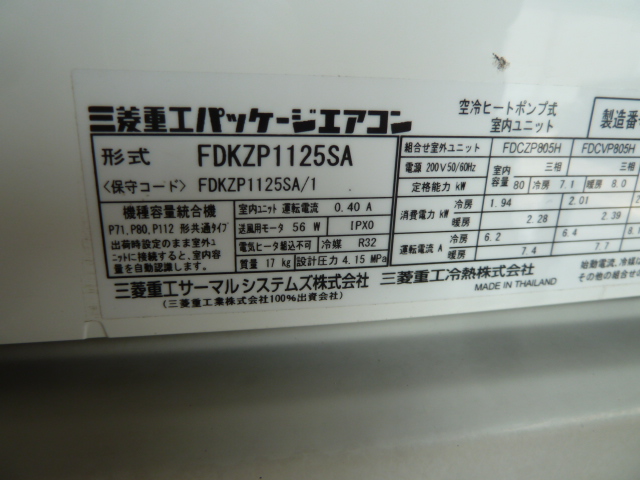 三菱重工パッケージエアコン
空冷ヒートポンプ式
室内ユニット
製造番
形式 FDKZP1125SA
〈保守コード〉 FDKZP1125SA/1
機種容量統合機
P71,P80,P112 形共通タイプ
出荷時設定のまま室外ユ
ニットに接続すると、室内容
量を自動認識します。
室内ユニット 運転電流 0.40 A
送風用モータ 56 W IPX0
電気ヒータ組込不可 冷媒 R32
質量 17 kg 設計圧力 4.15 MPa
組合せ室外ユニット FDCZP805H FDCVP805H
電源 200V50/60Hz 室内容量 80 三相 三相
定格能力 kW 冷房 7.1 暖房 8.0
消費電力 kW 冷房 1.94 2.01
暖房 2.28 2.39
運転電流 A 冷房 6.2 6.4
暖房 7.4 7.7
三菱重工サーマルシステムズ株式会社
(三菱重工業株式会社100%出資会社)
三菱重工冷熱株式会社
MADE IN THAILAND
始動電流、冷媒
その他の組合せ